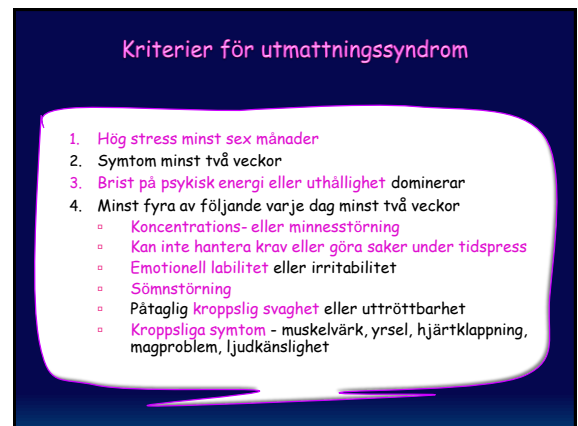 Kriterier för utmattningssyndrom
1. Hög stress minst sex månader
2. Symtom minst två veckor
3. Brist på psykisk energi eller uthållighet dominerar
4. Minst fyra av följande varje dag minst två veckor
▫ Koncentrations- eller minnesstörning
▫ Kan inte hantera krav eller göra saker under tidspress
▫ Emotionell labilitet eller irritabilitet
▫ Sömnstörning
▫ Påtaglig kroppslig svaghet eller uttröttbarhet
▫ Kroppsliga symtom - muskelvärk, yrsel, hjärtklappning,
magproblem, ljudkänslighet